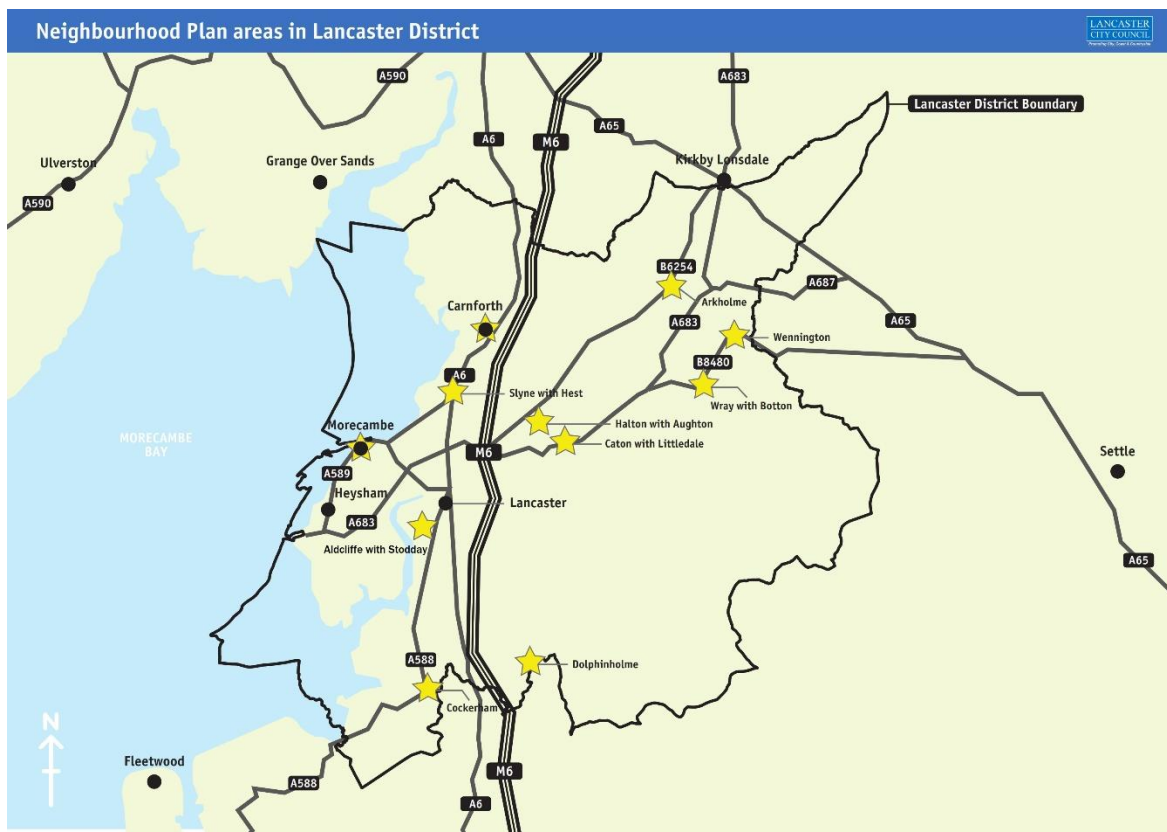 Neighbourhood Plan areas in Lancaster District
LANCASTER
CITY COUNCIL
A590
A590
A6
M6
A65
A683
Lancaster District Boundary
Ulverston
Grange Over Sands
Kirkby Lonsdale
A590
B6254
A687
Arkholme
Carnforth
A683
A65
Wennington
B8480
A6
Slyne with Hest
Wray with Botton
Morecambe
Halton with Aughton
MORECAMBE
BAY
Caton with Littledale
M6
Settle
A589
Heysham
Lancaster
A683
Aldcliffe with Stodday
A65
A588
Dolphinholme
Cockerham
N
Fleetwood
M6
A588
A6